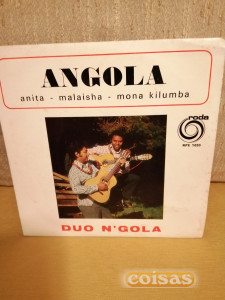 ANGOLA
anita - malaisha - mona kilumba
roda
DUO N'GOLA
coisas